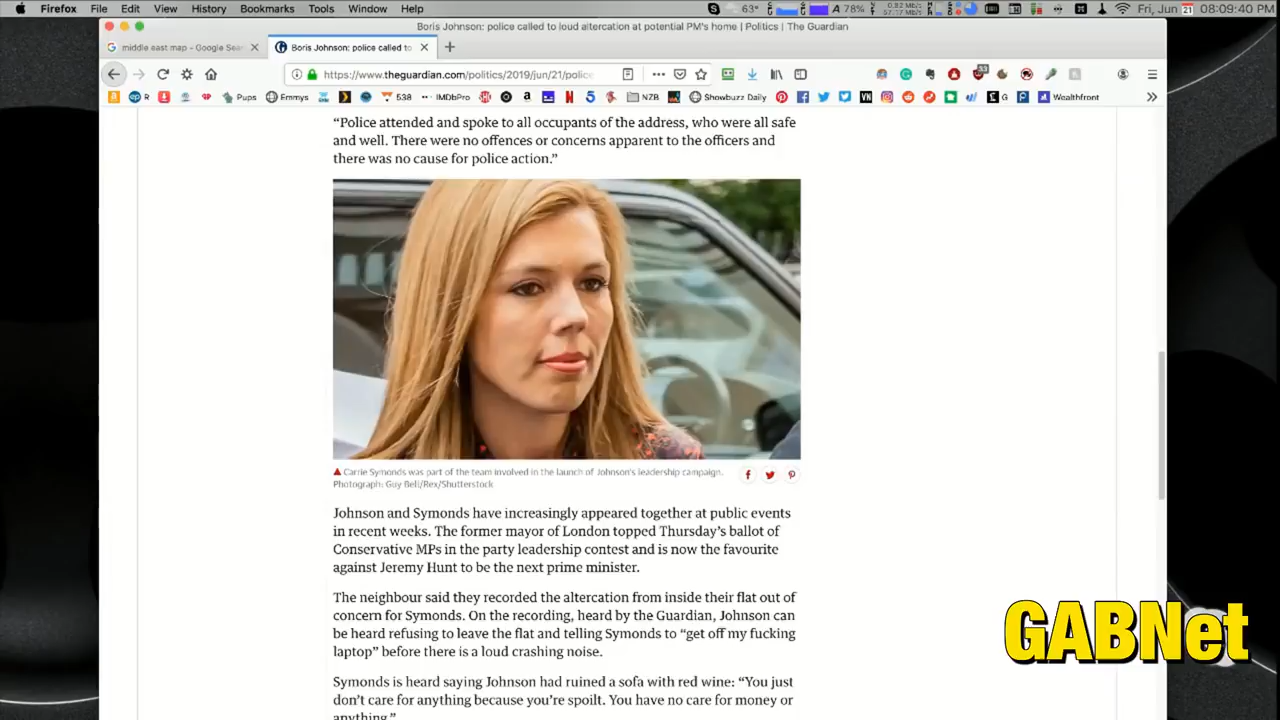 Firefox File Edit View History Bookmarks Tools Window Help
63° 78% Fri, Jun 21 08:09:40 PM
Boris Johnson: police called to loud altercation at potential PM's home | Politics | The Guardian
middle east map - Google Sea
Boris Johnson: police called to
https://www.theguardian.com/politics/2019/jun/21/police
R Pups Emmys 538 IMDbPro NZB Showbuzz Daily VN G Wealthfront
“Police attended and spoke to all occupants of the address, who were all safe
and well. There were no offences or concerns apparent to the officers and
there was no cause for police action.”
Carrie Symonds was part of the team involved in the launch of Johnson's leadership campaign.
Photograph: Guy Bell/Rex/Shutterstock
Johnson and Symonds have increasingly appeared together at public events
in recent weeks. The former mayor of London topped Thursday’s ballot of
Conservative MPs in the party leadership contest and is now the favourite
against Jeremy Hunt to be the next prime minister.
The neighbour said they recorded the altercation from inside their flat out of
concern for Symonds. On the recording, heard by the Guardian, Johnson can
be heard refusing to leave the flat and telling Symonds to “get off my fucking
laptop” before there is a loud crashing noise.
Symonds is heard saying Johnson had ruined a sofa with red wine: “You just
don’t care for anything because you’re spoilt. You have no care for money or
anything.”
GABNet